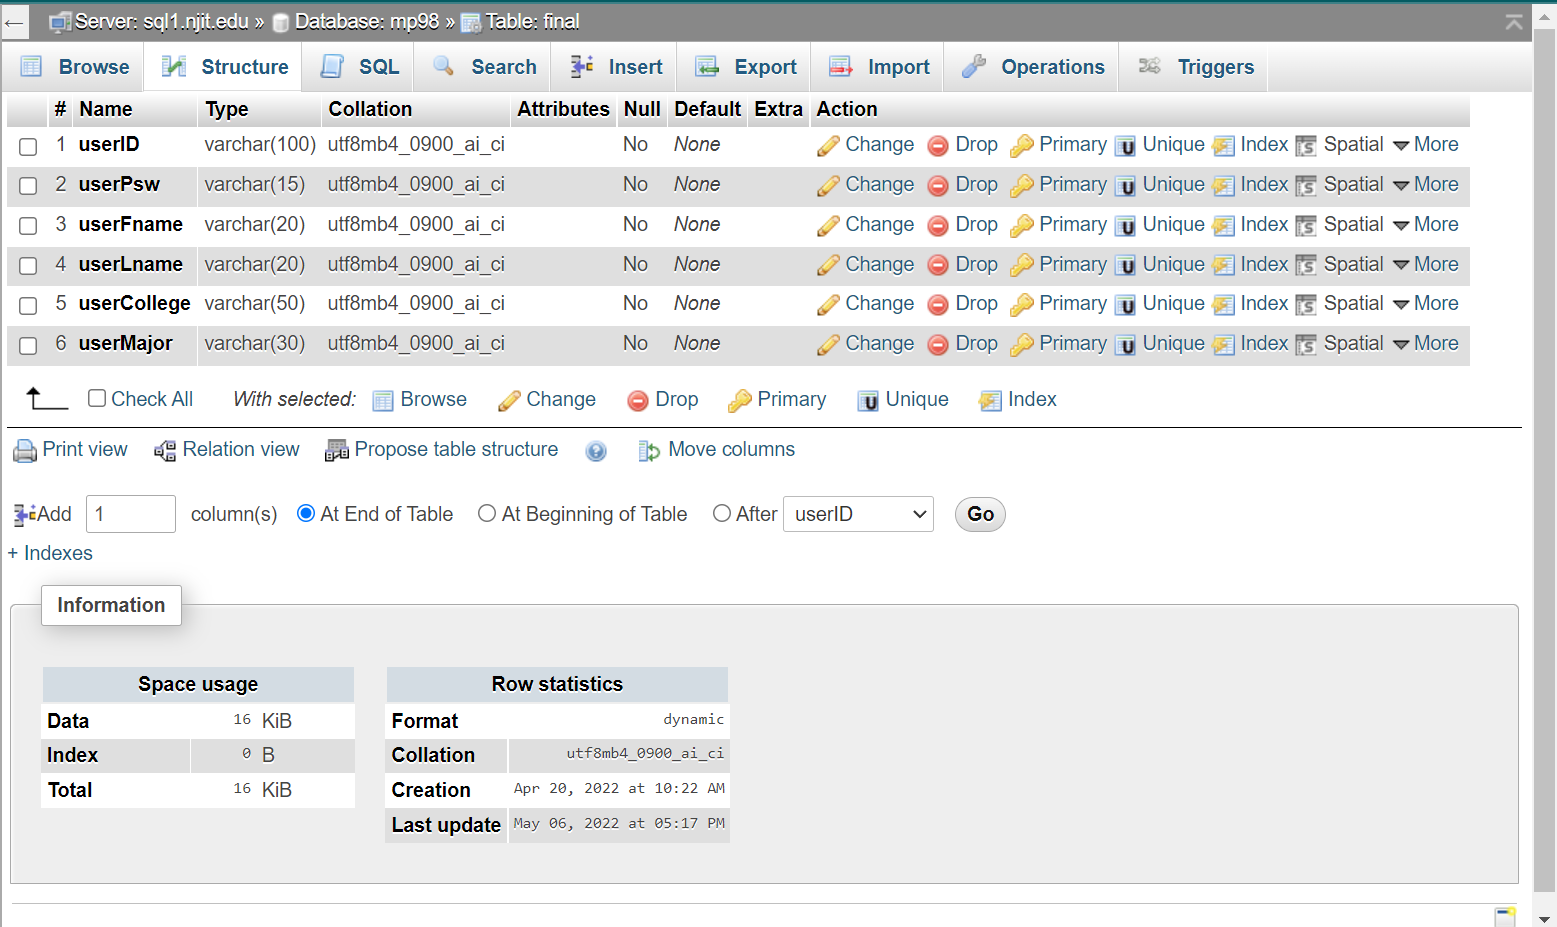 Server: sql1.njit.edu » Database: mp98 » Table: final
Browse Structure SQL Search Insert Export Import Operations Triggers
# Name Type Collation Attributes Null Default Extra Action
1 userID varchar(100) utf8mb4_0900_ai_ci No None Change Drop Primary Unique Index Spatial More
2 userPsw varchar(15) utf8mb4_0900_ai_ci No None Change Drop Primary Unique Index Spatial More
3 userFname varchar(20) utf8mb4_0900_ai_ci No None Change Drop Primary Unique Index Spatial More
4 userLname varchar(20) utf8mb4_0900_ai_ci No None Change Drop Primary Unique Index Spatial More
5 userCollege varchar(50) utf8mb4_0900_ai_ci No None Change Drop Primary Unique Index Spatial More
6 userMajor varchar(30) utf8mb4_0900_ai_ci No None Change Drop Primary Unique Index Spatial More
Check All With selected: Browse Change Drop Primary Unique Index
Print view Relation view Propose table structure Move columns
Add 1 column(s) At End of Table At Beginning of Table After userID Go
+ Indexes
Information
Space usage
Data 16 KiB
Index 0 B
Total 16 KiB
Row statistics
Format dynamic
Collation utf8mb4_0900_ai_ci
Creation Apr 20, 2022 at 10:22 AM
Last update May 06, 2022 at 05:17 PM